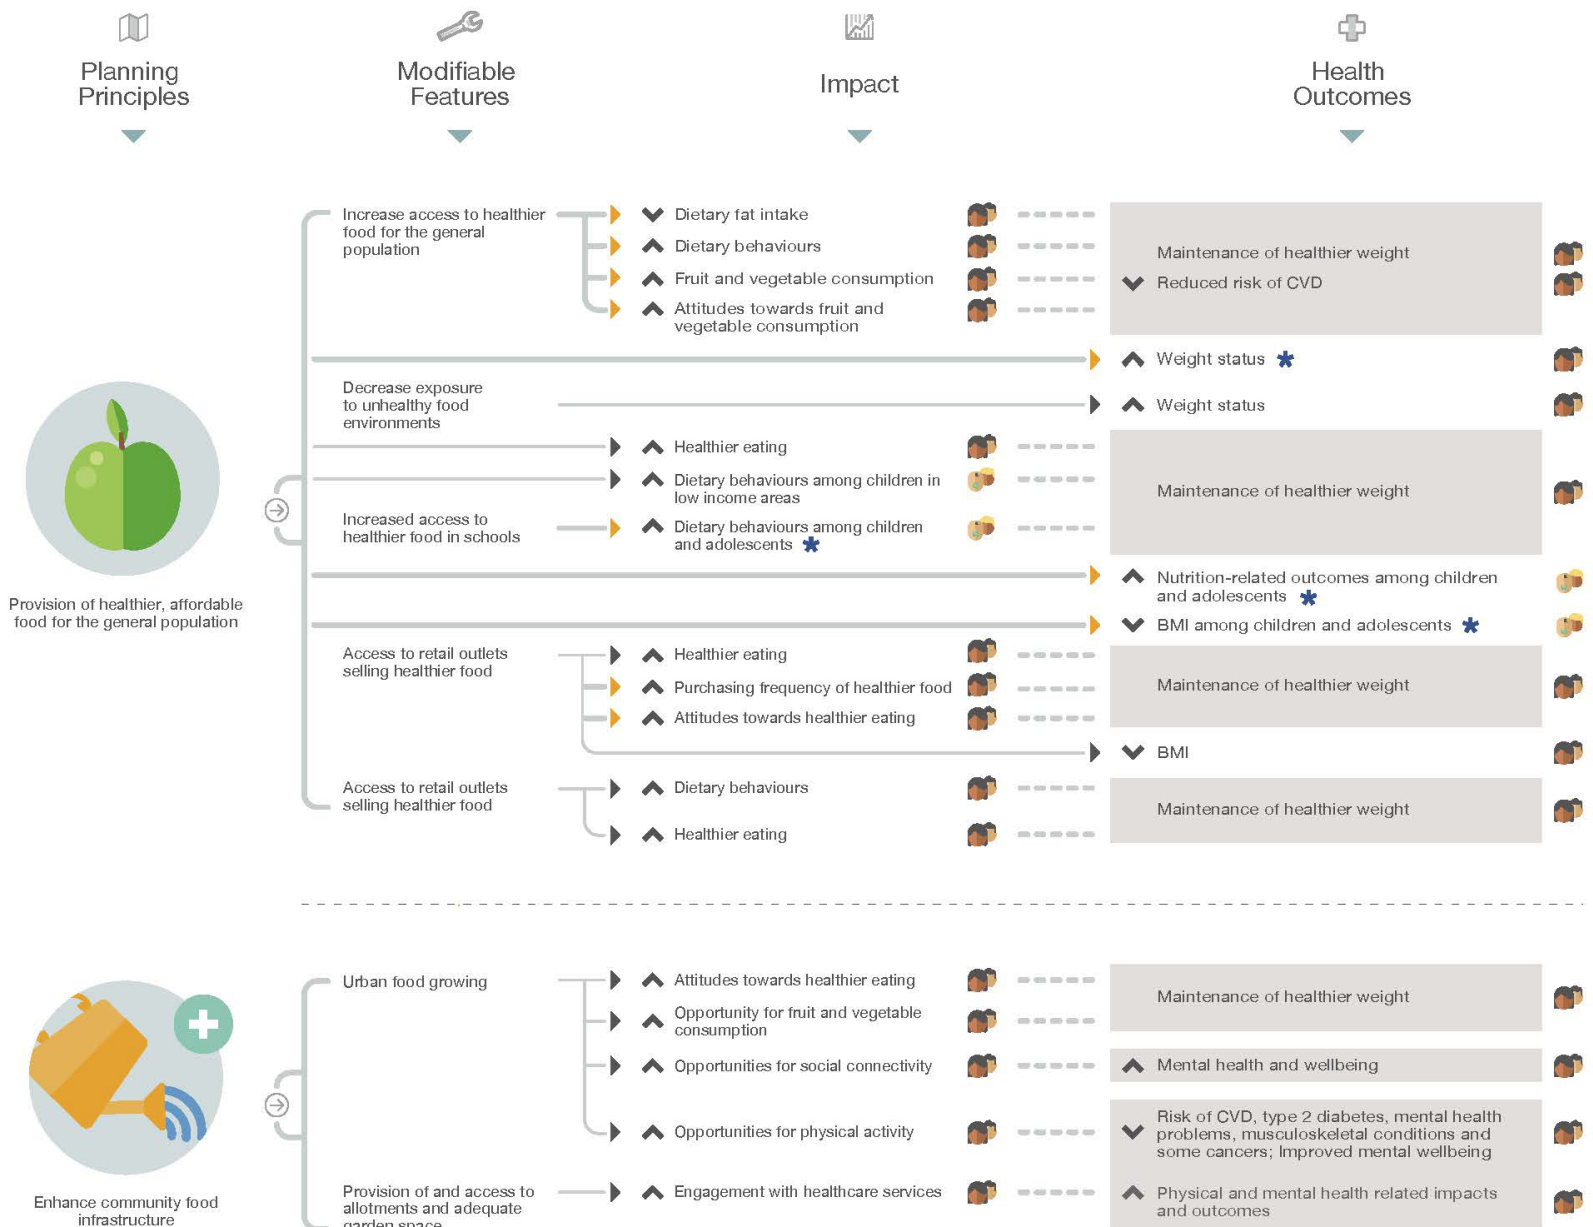 Planning
Principles
Modifiable
Features
Impact
Health
Outcomes
Increase access to healthier
food for the general
population
Dietary fat intake
Dietary behaviours
Fruit and vegetable consumption
Attitudes towards fruit and
vegetable consumption
Maintenance of healthier weight
Reduced risk of CVD
Weight status *
Decrease exposure
to unhealthy food
environments
Weight status
Healthier eating
Dietary behaviours among children in
low income areas
Maintenance of healthier weight
Increased access to
healthier food in schools
Dietary behaviours among children
and adolescents *
Nutrition-related outcomes among children
and adolescents *
BMI among children and adolescents *
Provision of healthier, affordable
food for the general population
Access to retail outlets
selling healthier food
Healthier eating
Purchasing frequency of healthier food
Attitudes towards healthier eating
Maintenance of healthier weight
BMI
Access to retail outlets
selling healthier food
Dietary behaviours
Healthier eating
Maintenance of healthier weight
Urban food growing
Attitudes towards healthier eating
Opportunity for fruit and vegetable
consumption
Maintenance of healthier weight
Opportunities for social connectivity
Mental health and wellbeing
Opportunities for physical activity
Risk of CVD, type 2 diabetes, mental health
problems, musculoskeletal conditions and
some cancers; Improved mental wellbeing
Enhance community food
infrastructure
Provision of and access to
allotments and adequate
garden space
Engagement with healthcare services
Physical and mental health related impacts
and outcomes